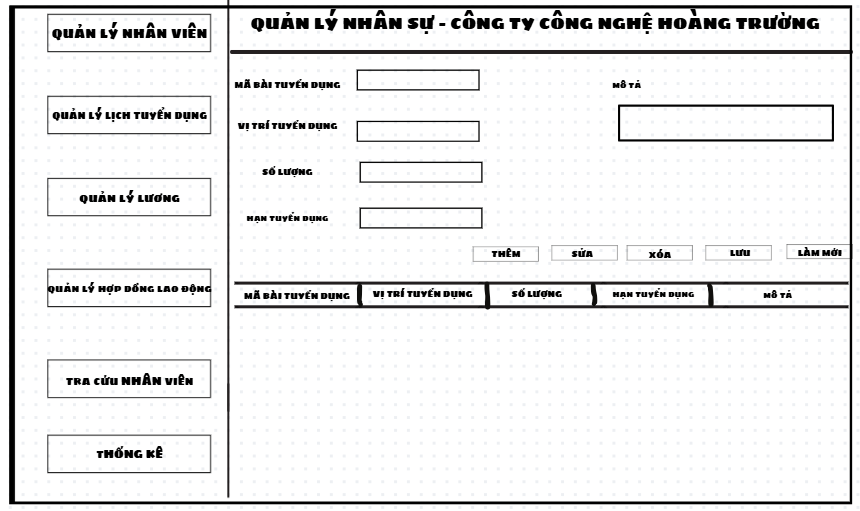 QUẢN LÝ NHÂN SỰ - CÔNG TY CÔNG NGHỆ HOÀNG TRƯỜNG
QUẢN LÝ NHÂN VIÊN
QUẢN LÝ LỊCH TUYỂN DỤNG
QUẢN LÝ LƯƠNG
QUẢN LÝ HỢP ĐỒNG LAO ĐỘNG
TRA CỨU NHÂN VIÊN
THỐNG KÊ
MÃ BÀI TUYỂN DỤNG
MÔ TẢ
VỊ TRÍ TUYỂN DỤNG
SỐ LƯỢNG
HẠN TUYỂN DỤNG
THÊM SỬA XÓA LƯU LÀM MỚI
MÃ BÀI TUYỂN DỤNG VỊ TRÍ TUYỂN DỤNG SỐ LƯỢNG HẠN TUYỂN DỤNG MÔ TẢ